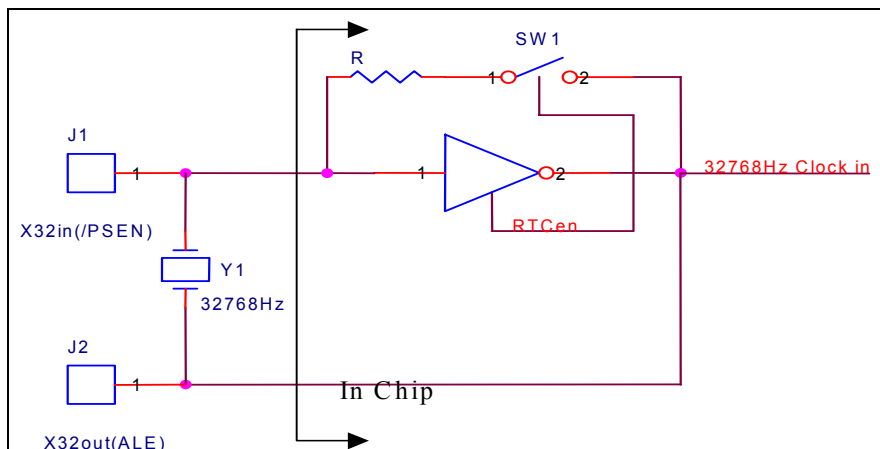 SW1
R
1
2
J1
1
1
2
32768Hz Clock in
X32in(/PSEN)
RTCen
Y1
32768Hz
J2
1
In Chip
X32out(ALE)